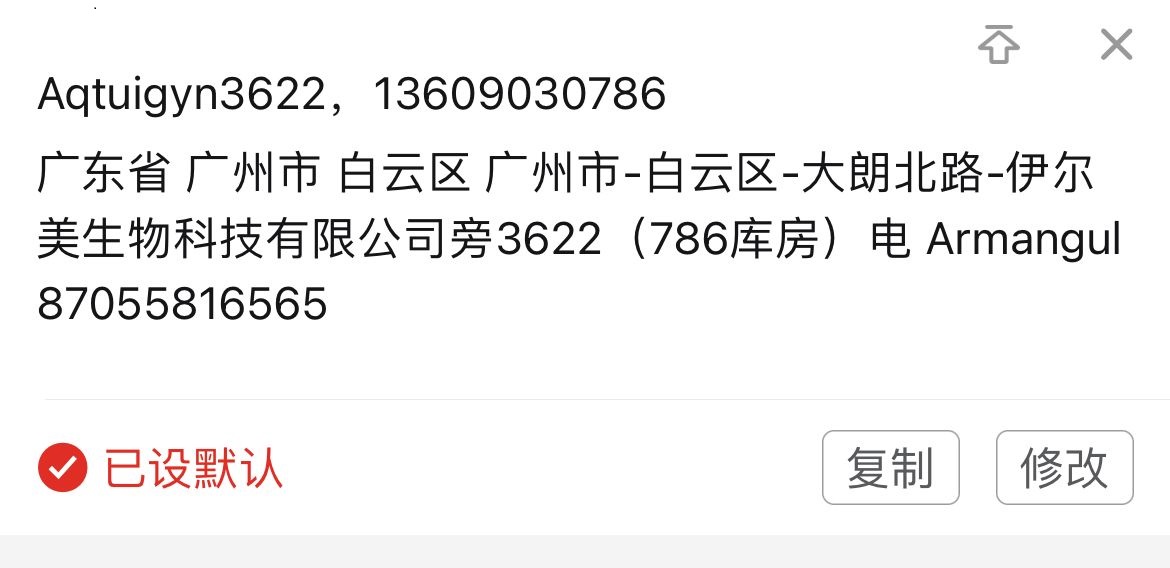 Aqtuigyn3622，13609030786
广东省 广州市 白云区 广州市-白云区-大朗北路-伊尔
美生物科技有限公司旁3622（786库房）电 Armangul
87055816565
已设默认 复制 修改